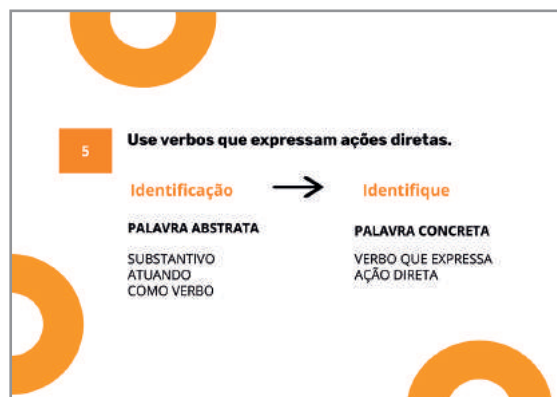 5
Use verbos que expressam ações diretas.
Identificação → Identifique
PALAVRA ABSTRATA
SUBSTANTIVO
ATUANDO
COMO VERBO
PALAVRA CONCRETA
VERBO QUE EXPRESSA
AÇÃO DIRETA